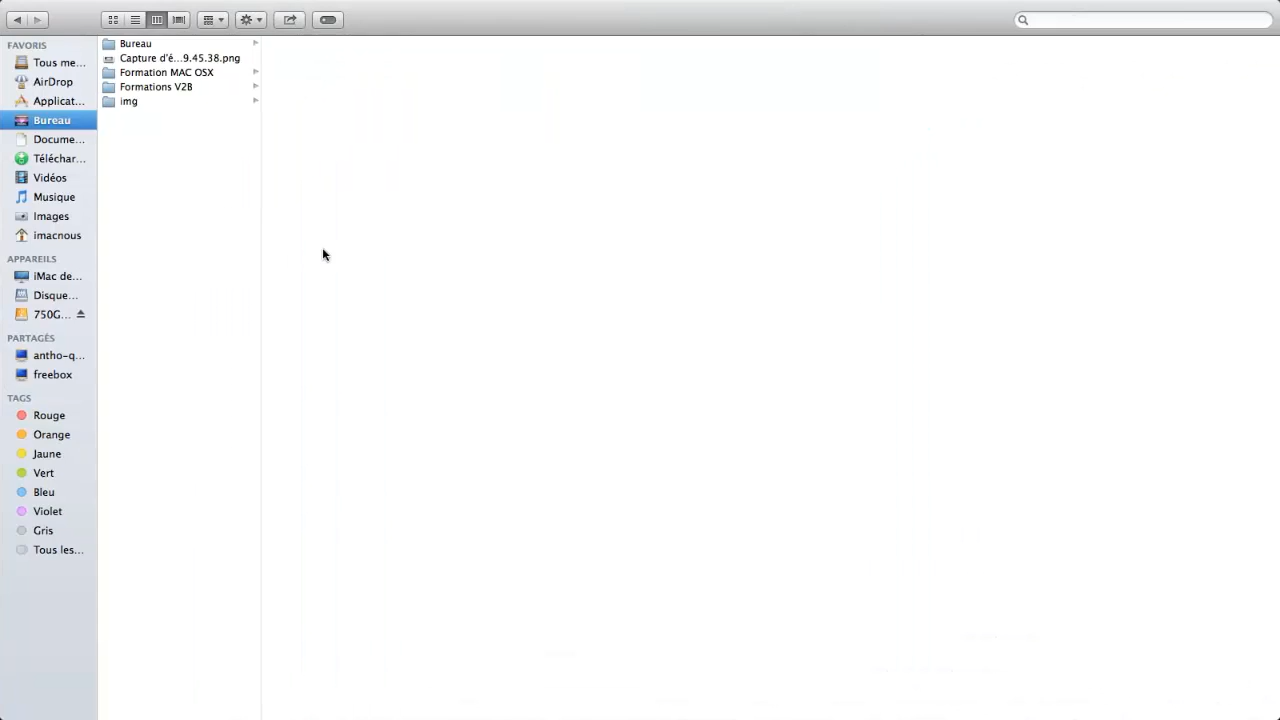 FAVORIS
Tous me...
AirDrop
Applicat...
Bureau
Docume...
Téléchar...
Vidéos
Musique
Images
imacnous
APPAREILS
iMac de...
Disque...
750G...
PARTAGÉS
antho-q...
freebox
TAGS
Rouge
Orange
Jaune
Vert
Bleu
Violet
Gris
Tous les...
Bureau
Capture d'é...9.45.38.png
Formation MAC OSX
Formations V2B
img